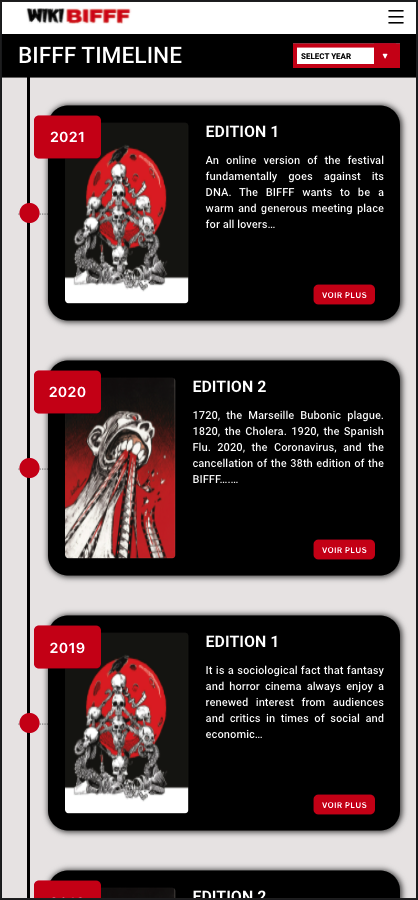 WIKI BIFFF
BIFFF TIMELINE
SELECT YEAR
2021
EDITION 1
An online version of the festival
fundamentally goes against its
DNA. The BIFFF wants to be a
warm and generous meeting place
for all lovers...
VOIR PLUS
2020
EDITION 2
1720, the Marseille Bubonic plague.
1820, the Cholera. 1920, the Spanish
Flu. 2020, the Coronavirus, and the
cancellation of the 38th edition of the
BIFFF.......
VOIR PLUS
2019
EDITION 1
It is a sociological fact that fantasy
and horror cinema always enjoy a
renewed interest from audiences
and critics in times of social and
economic...
VOIR PLUS
EDITION 2